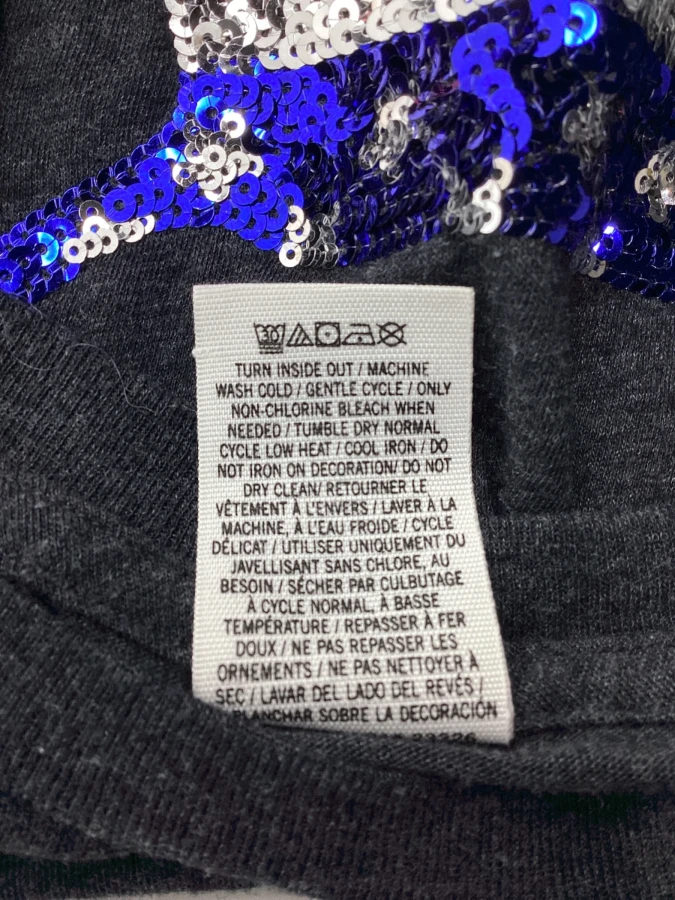 30
TURN INSIDE OUT / MACHINE
WASH COLD / GENTLE CYCLE / ONLY
NON-CHLORINE BLEACH WHEN
NEEDED / TUMBLE DRY NORMAL
CYCLE LOW HEAT / COOL IRON / DO
NOT IRON ON DECORATION/ DO NOT
DRY CLEAN/ RETOURNER LE
VÊTEMENT À L'ENVERS / LAVER À LA
MACHINE, À L'EAU FROIDE / CYCLE
DÉLICAT / UTILISER UNIQUEMENT DU
JAVELLISANT SANS CHLORE, AU
BESOIN / SÉCHER PAR CULBUTAGE
À CYCLE NORMAL, À BASSE
TEMPÉRATURE / REPASSER À FER
DOUX / NE PAS REPASSER LES
ORNEMENTS / NE PAS NETTOYER À
SEC / LAVAR DEL LADO DEL REVÉS /
PLANCHAR SOBRE LA DECORACIÓN